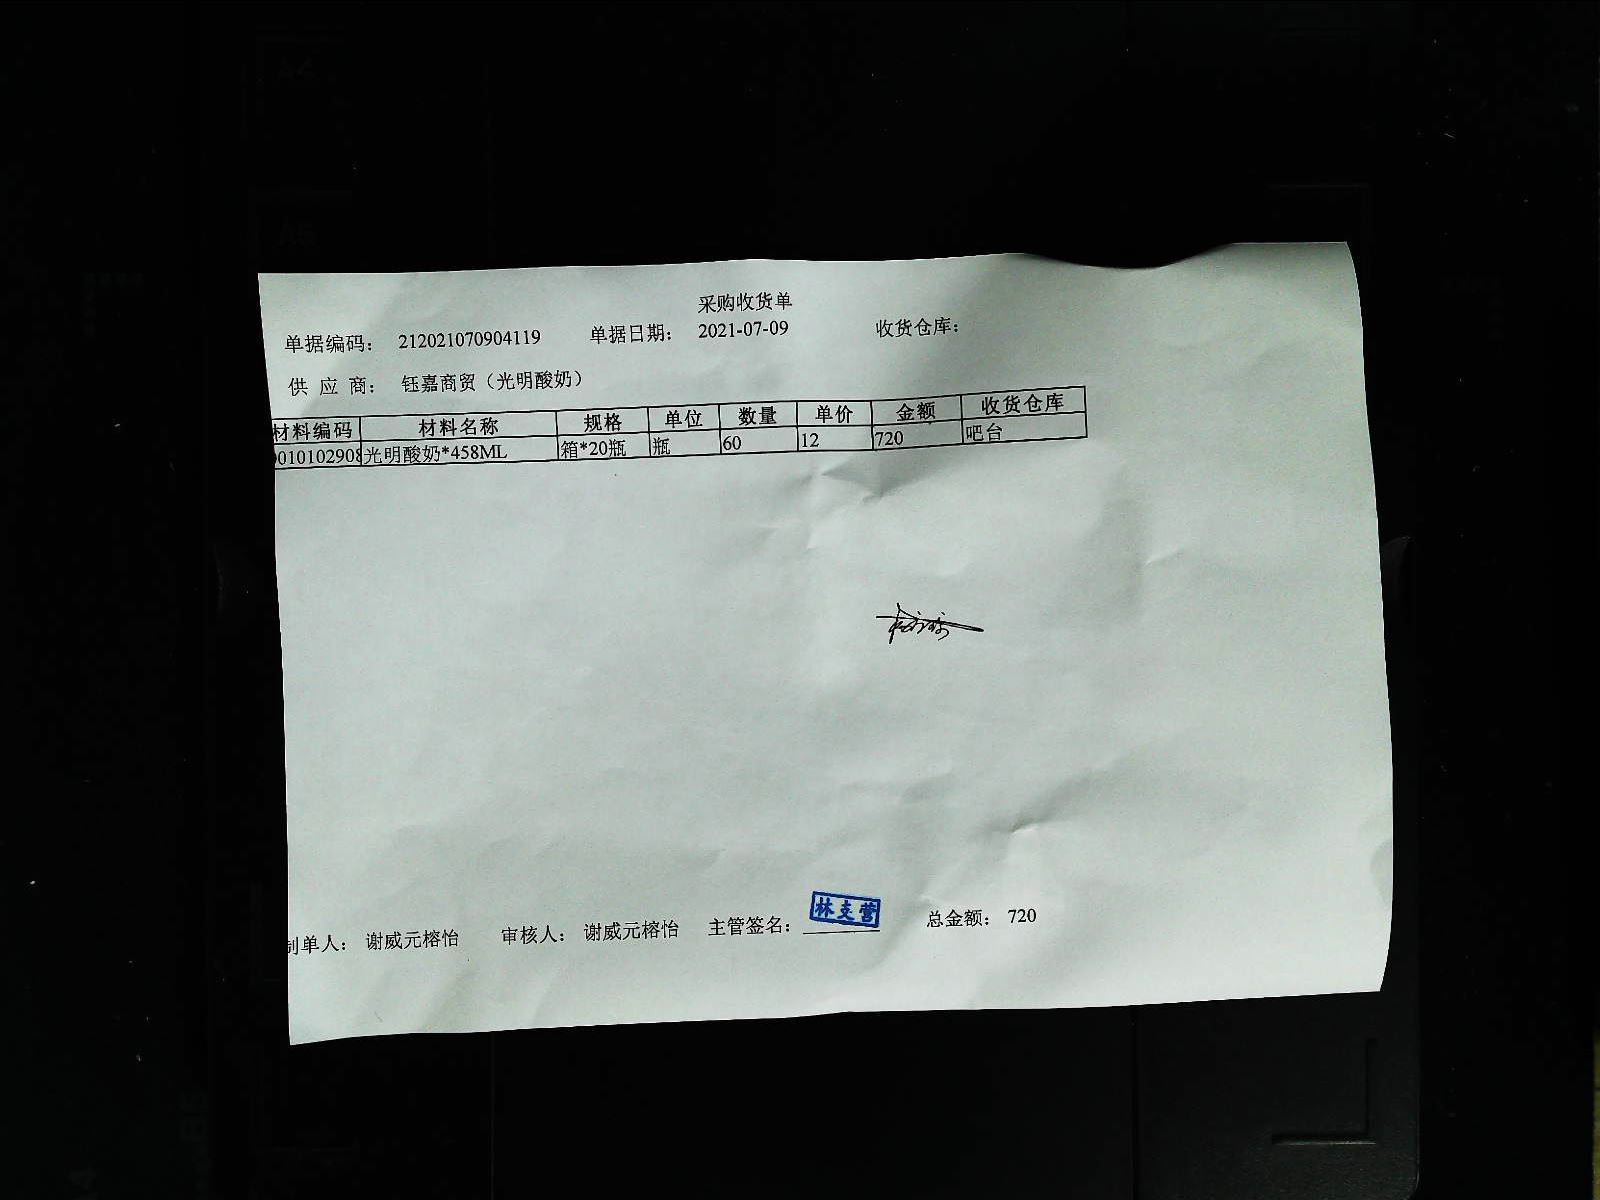 采购收货单
单据编码： 212021070904119 单据日期： 2021-07-09 收货仓库：
供 应 商： 钰嘉商贸（光明酸奶）
材料编码 材料名称 规格 单位 数量 单价 金额 收货仓库
010102908 光明酸奶*458ML 箱*20瓶 瓶 60 12 720 吧台
制单人： 谢威元榕怡 审核人： 谢威元榕怡 主管签名： 林支营 总金额： 720